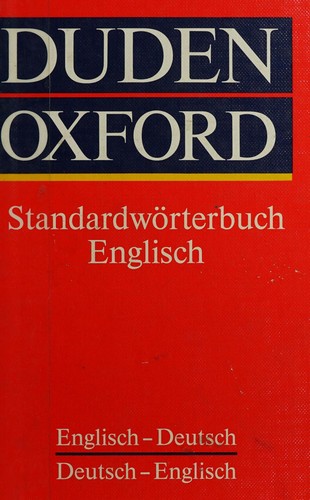 DUDEN
OXFORD
Standardwörterbuch
Englisch
Englisch – Deutsch
Deutsch – Englisch